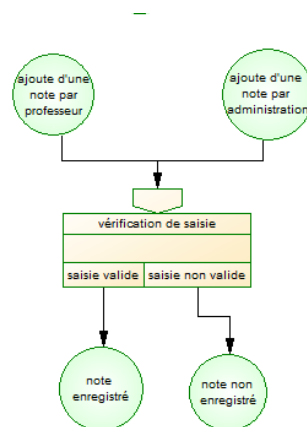 ajoute d'une
note par
professeur
ajoute d'une
note par
administration
vérification de saisie
saisie valide
saisie non valide
note
enregistré
note non
enregistré